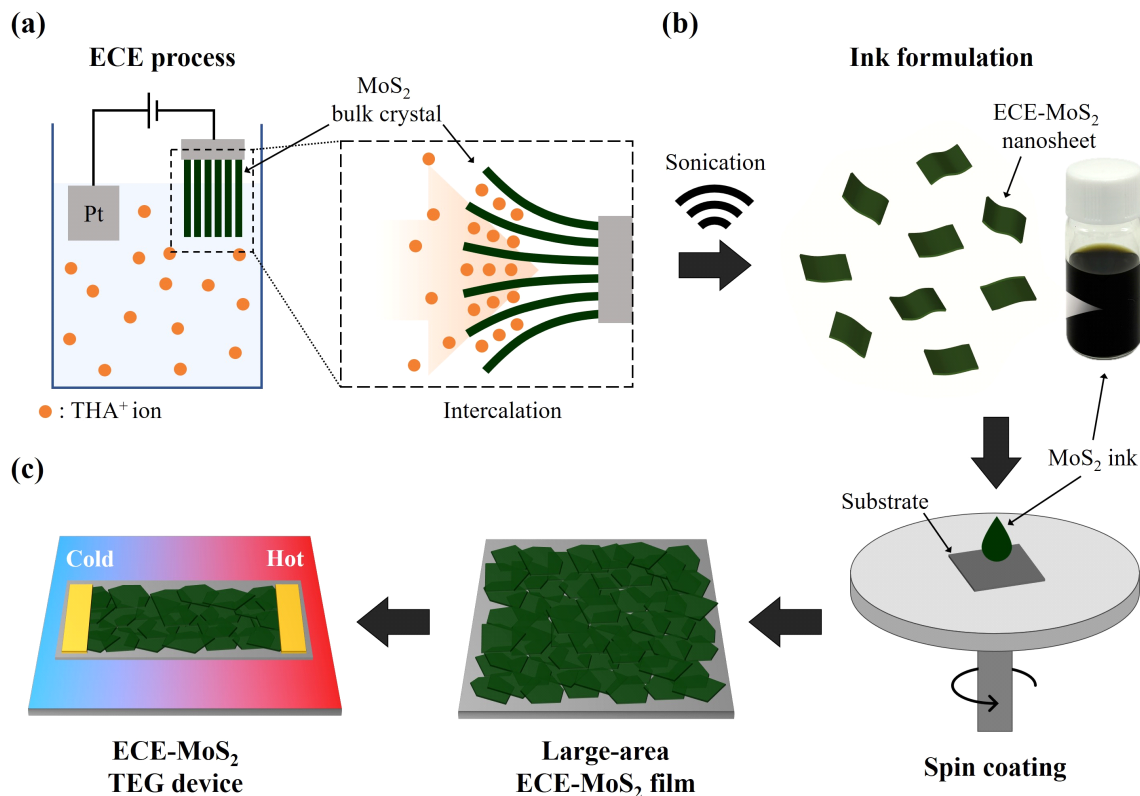 (a)
ECE process
MoS₂
bulk crystal
Pt
: THA⁺ ion
Intercalation
Sonication
(b)
Ink formulation
ECE-MoS₂
nanosheet
MoS₂ ink
Substrate
Spin coating
(c)
Cold
Hot
ECE-MoS₂
TEG device
Large-area
ECE-MoS₂ film